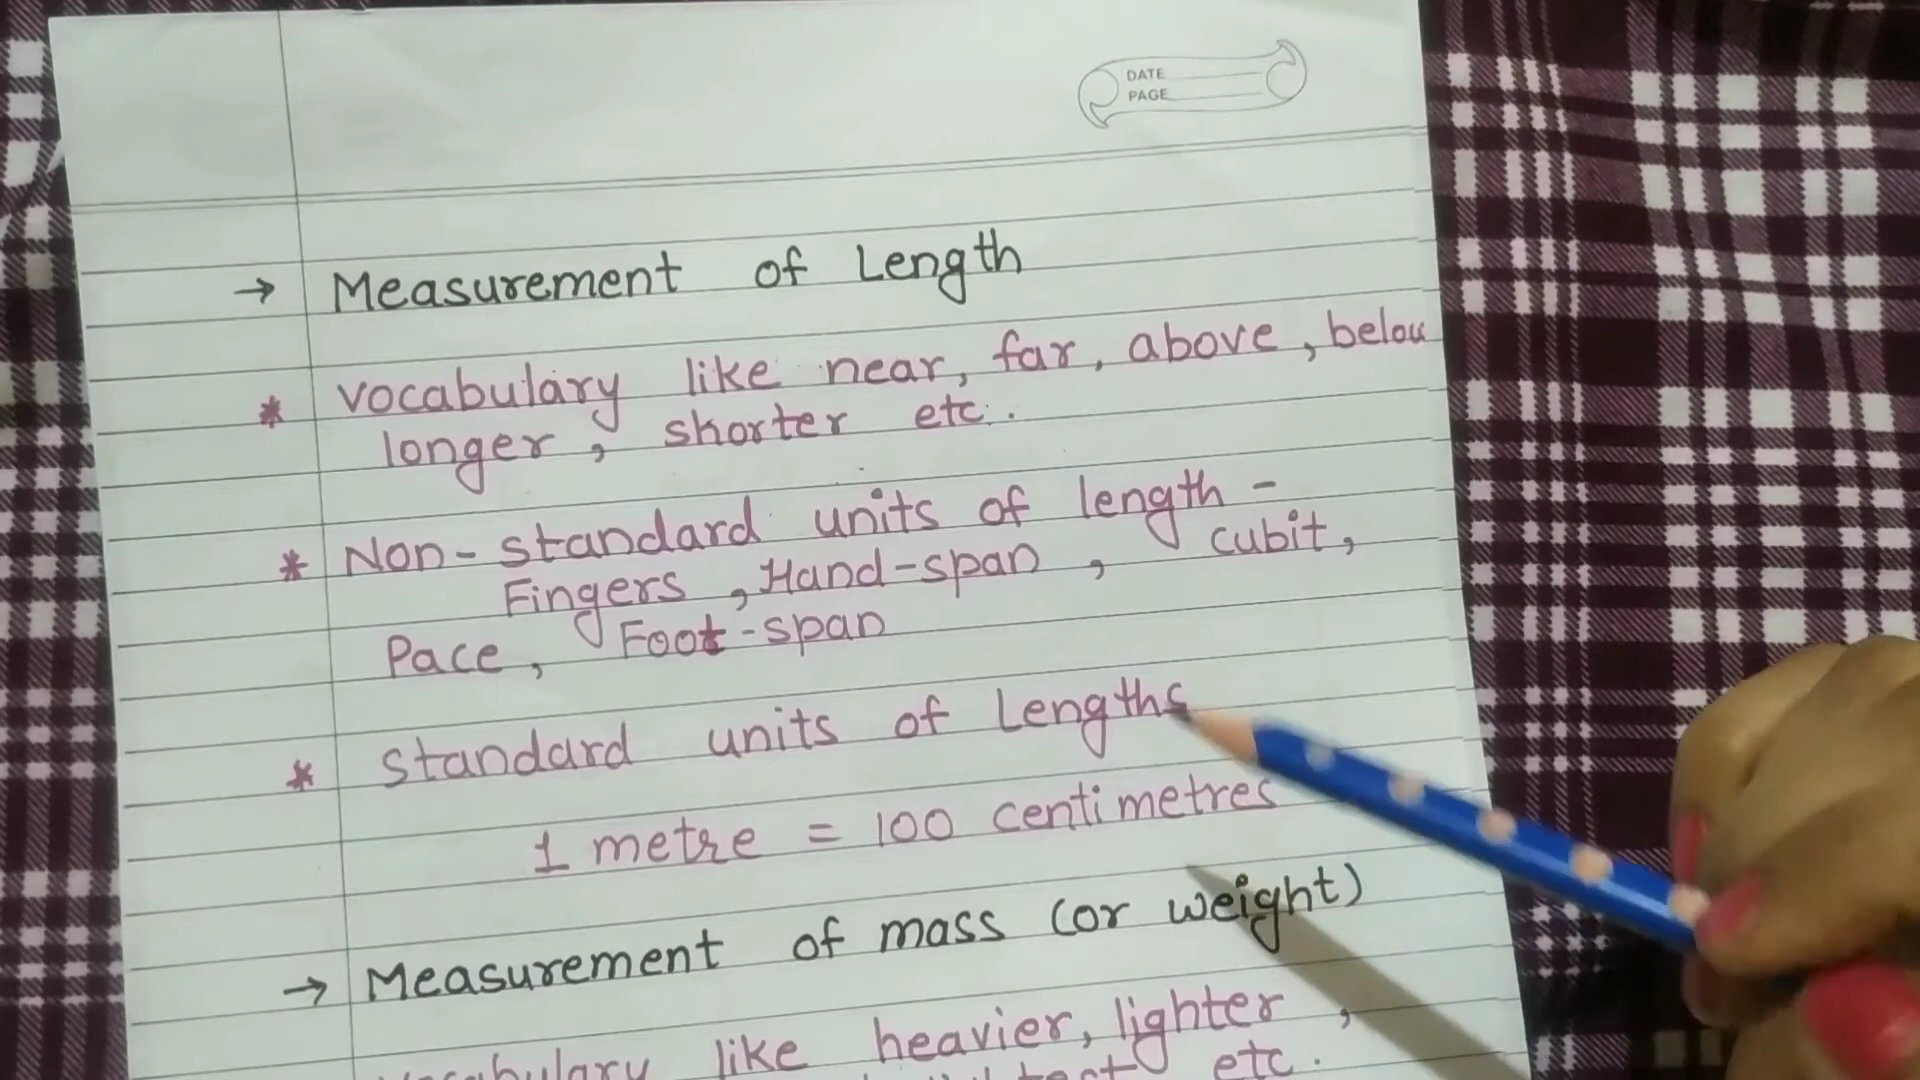 DATE
PAGE
→ Measurement of Length
* vocabulary like near, far, above, below
longer, shorter etc.
* Non-standard units of length -
Fingers, Hand-span, cubit,
Pace, Foot-span
* standard units of Lengths
1 metre = 100 centimetres
→ Measurement of mass (or weight)
vocabulary like heavier, lighter,
etc.